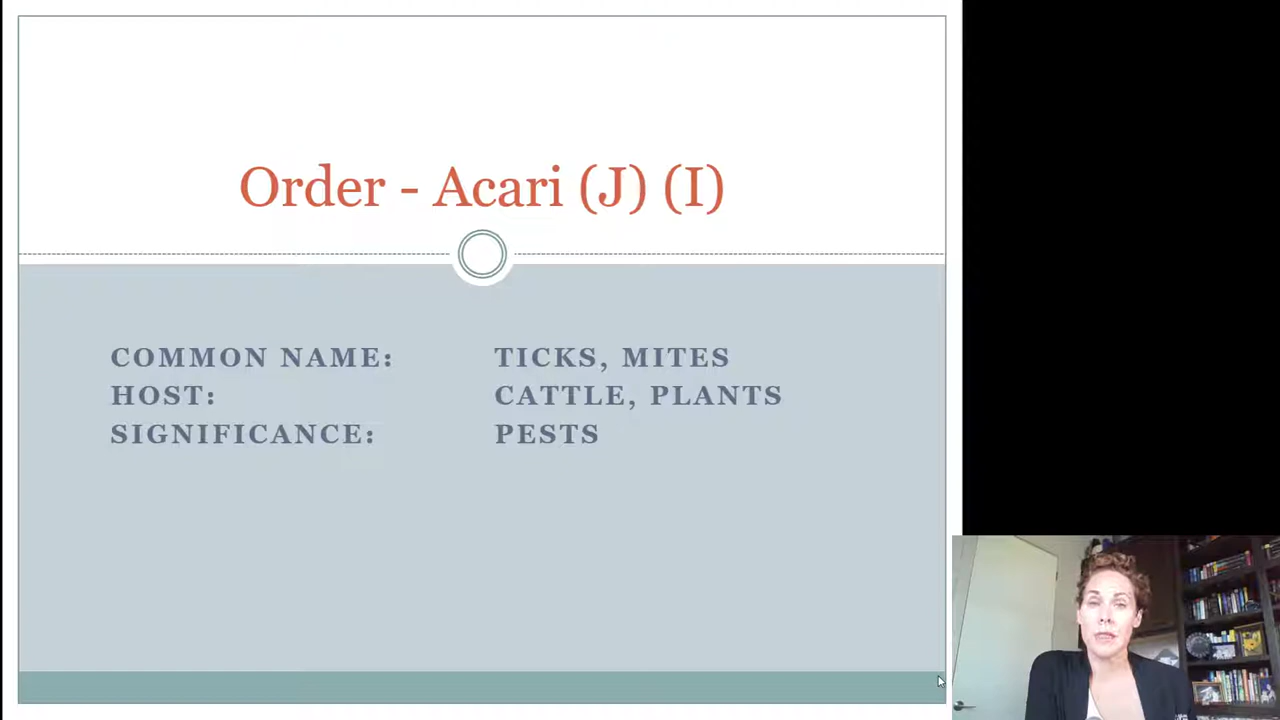 Order - Acari (J) (I)
COMMON NAME: TICKS, MITES
HOST: CATTLE, PLANTS
SIGNIFICANCE: PESTS